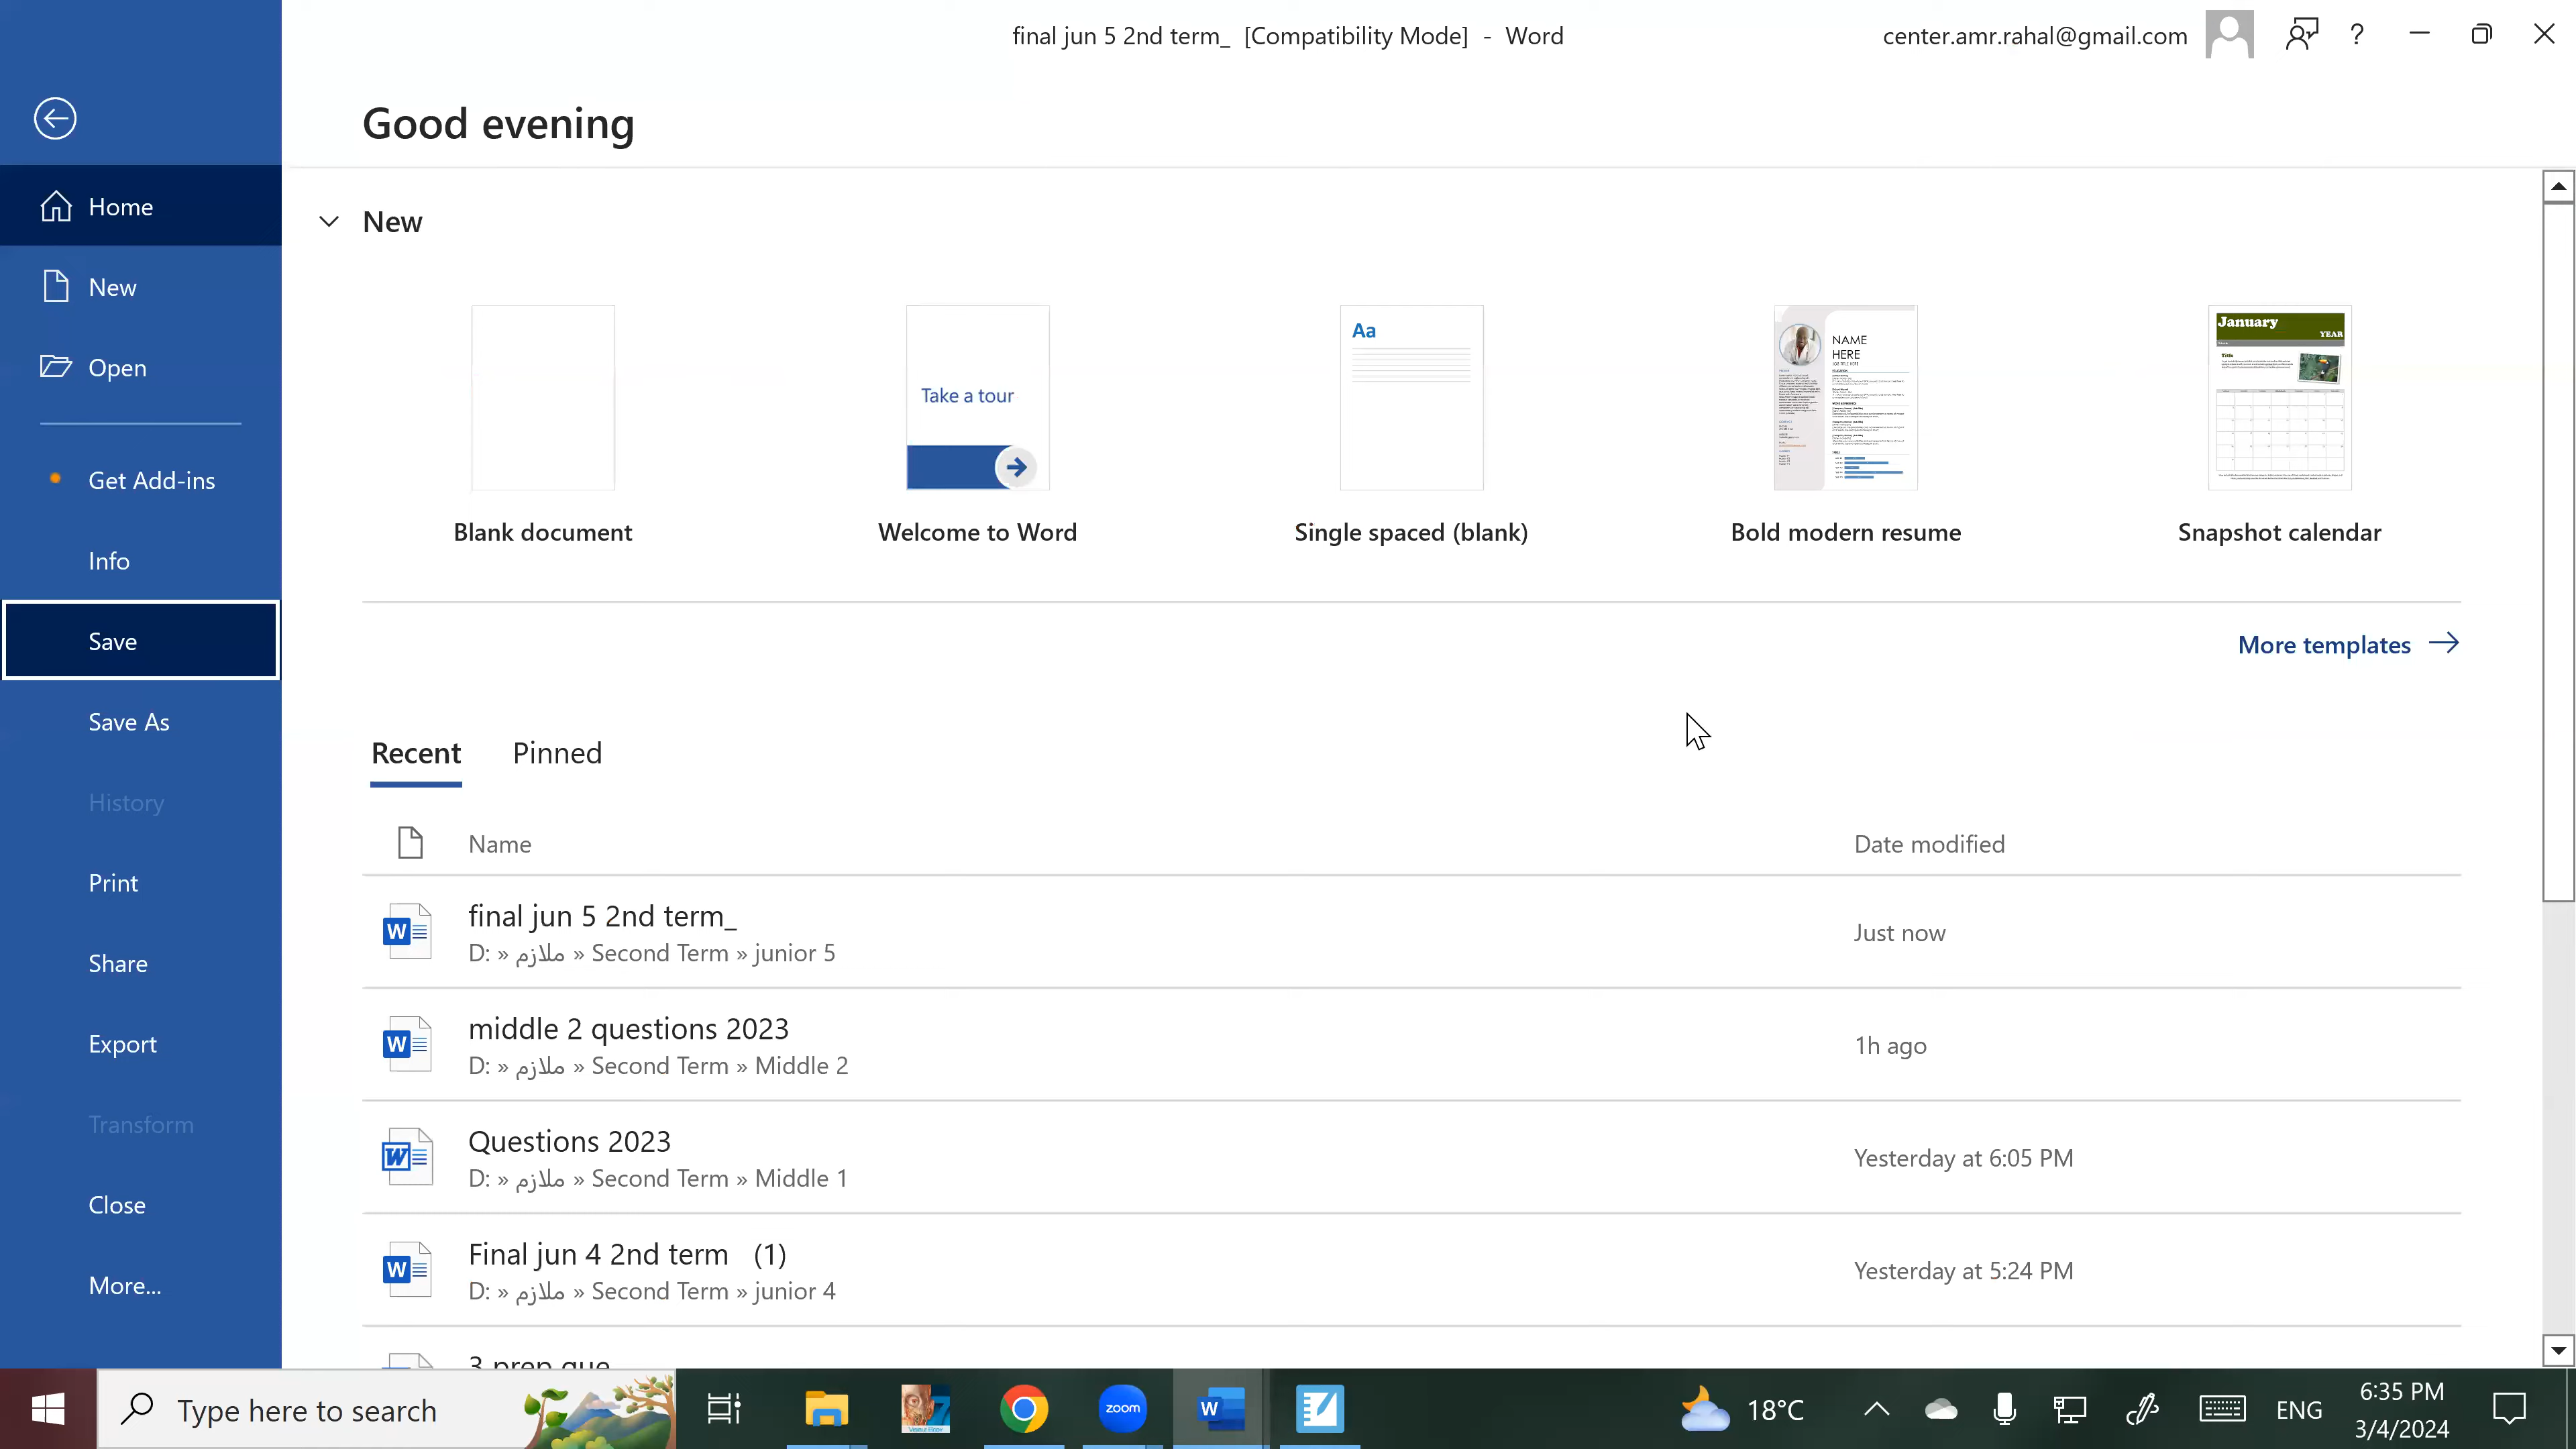 final jun 5 2nd term_ [Compatibility Mode] - Word
center.amr.rahal@gmail.com
?
Good evening
Home
New
Open
Get Add-ins
Info
Save
Save As
History
Print
Share
Export
Transform
Close
More...
New
Take a tour
Aa
NAME
HERE
January
YEAR
Title
Blank document
Welcome to Word
Single spaced (blank)
Bold modern resume
Snapshot calendar
More templates
Recent
Pinned
Name
Date modified
final jun 5 2nd term_
D: » ملازم » Second Term » junior 5
Just now
middle 2 questions 2023
D: » ملازم » Second Term » Middle 2
1h ago
Questions 2023
D: » ملازم » Second Term » Middle 1
Yesterday at 6:05 PM
Final jun 4 2nd term (1)
D: » ملازم » Second Term » junior 4
Yesterday at 5:24 PM
3 prep que
Type here to search
zoom
W
18°C
ENG
6:35 PM
3/4/2024